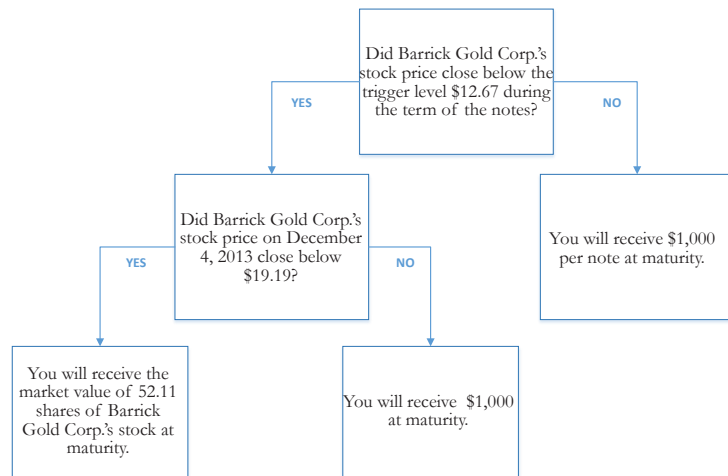 Did Barrick Gold Corp.'s
stock price close below the
trigger level $12.67 during
the term of the notes?
YES
NO
Did Barrick Gold Corp.'s
stock price on December
4, 2013 close below
$19.19?
You will receive $1,000
per note at maturity.
YES
NO
You will receive the
market value of 52.11
shares of Barrick
Gold Corp.'s stock at
maturity.
You will receive $1,000
at maturity.